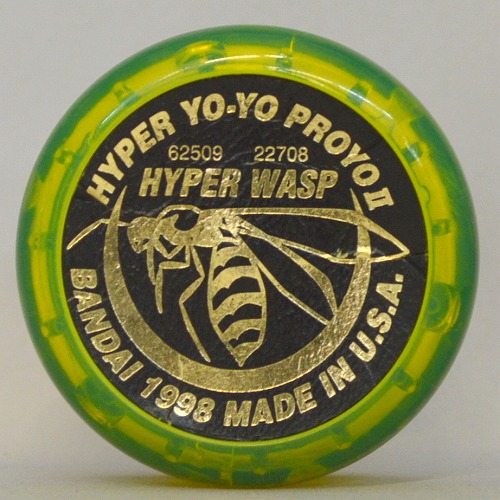 HYPER YO-YO PROYO II
62509 22708
HYPER WASP
BANDAI 1998 MADE IN U.S.A.